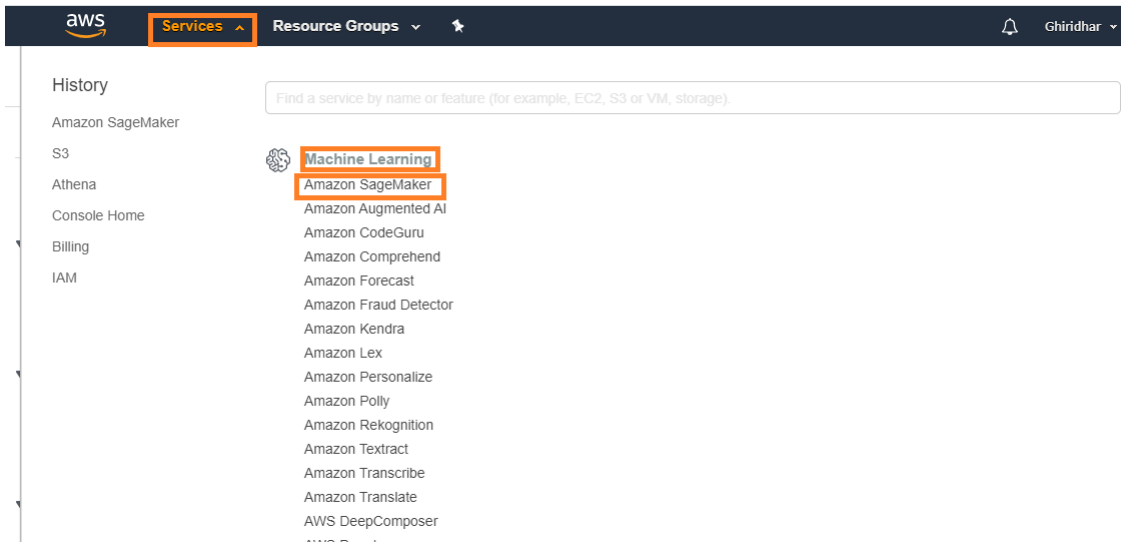 aws Services Resource Groups Ghiridhar
History
Find a service by name or feature (for example, EC2, S3 or VM, storage).
Amazon SageMaker
S3
Athena
Console Home
Billing
IAM
Machine Learning
Amazon SageMaker
Amazon Augmented AI
Amazon CodeGuru
Amazon Comprehend
Amazon Forecast
Amazon Fraud Detector
Amazon Kendra
Amazon Lex
Amazon Personalize
Amazon Polly
Amazon Rekognition
Amazon Textract
Amazon Transcribe
Amazon Translate
AWS DeepComposer